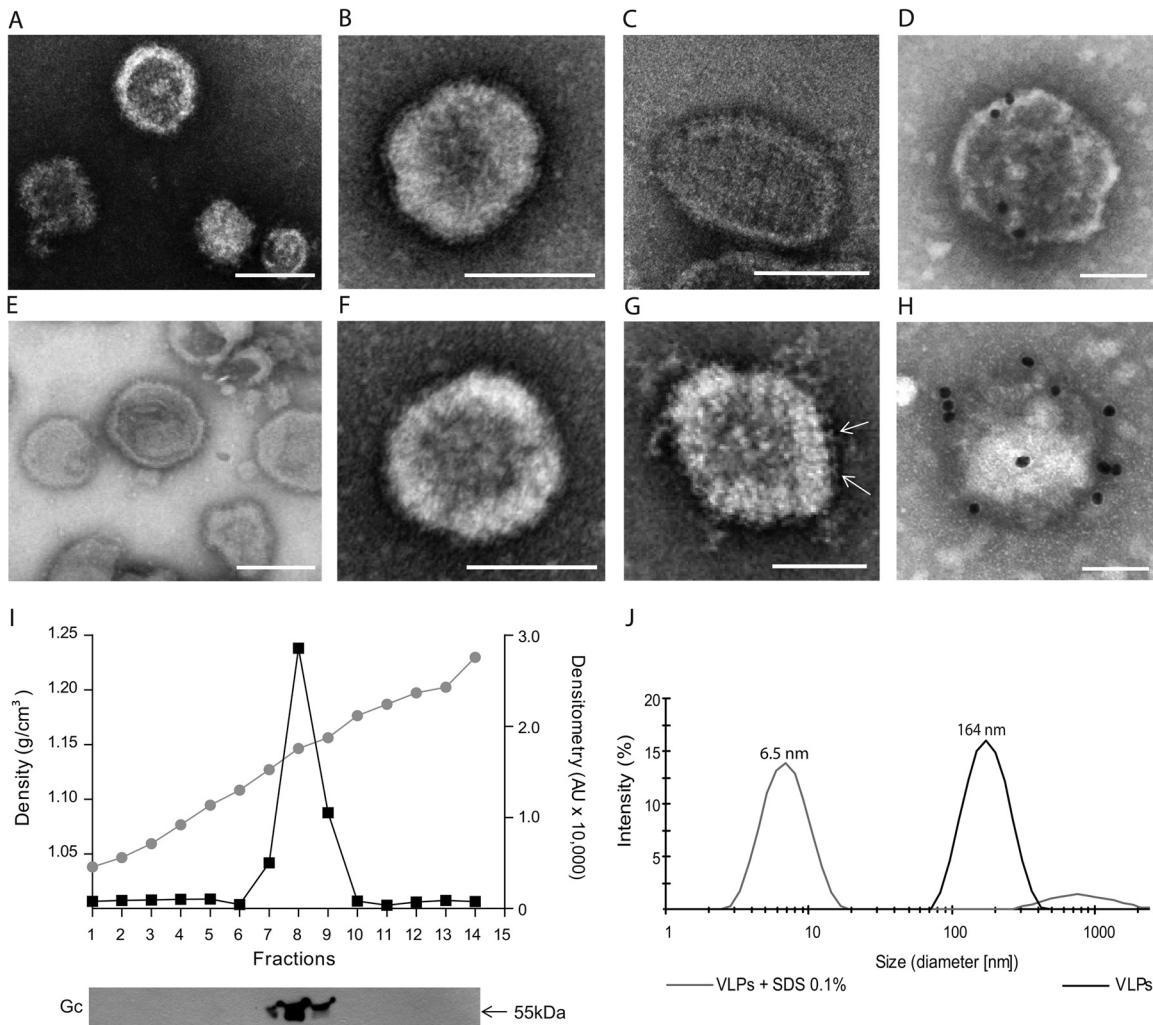 A
B
C
D
E
F
G
H
I
1.25
1.20
1.15
1.10
1.05
Density (g/cm³)
3.0
2.0
1.0
0
Densitometry (AU x 10,000)
1 2 3 4 5 6 7 8 9 10 11 12 13 14 15
Fractions
Gc
55kDa
J
20
15
10
5
Intensity (%)
6.5 nm
164 nm
1 10 100 1000
Size (diameter [nm])
VLPs + SDS 0.1%
VLPs